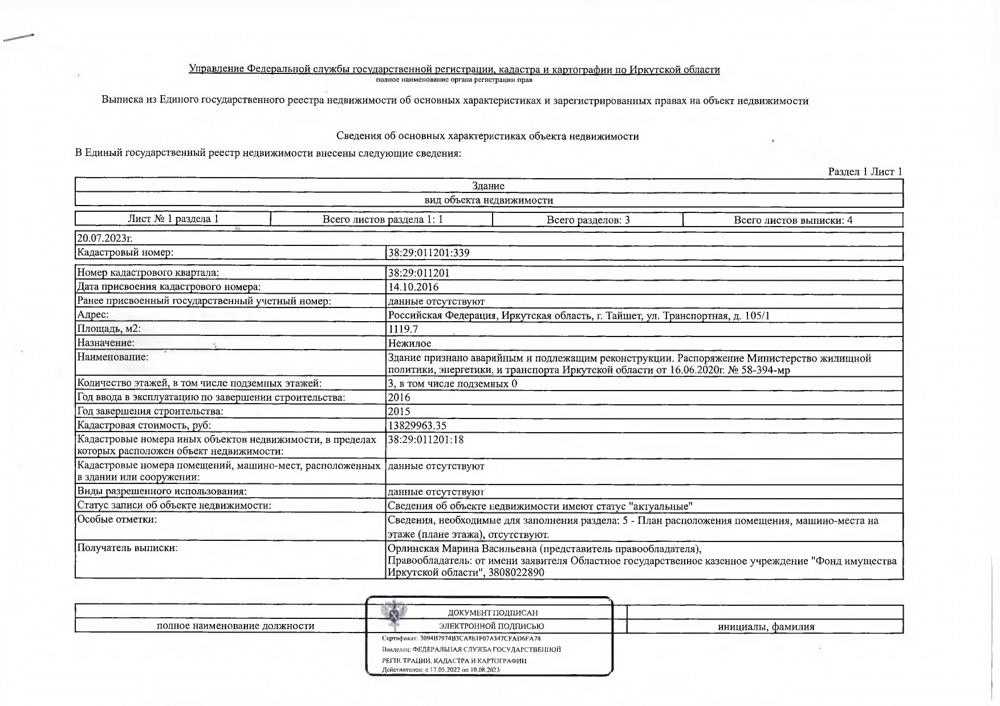 Управление Федеральной службы государственной регистрации, кадастра и картографии по Иркутской области
полное наименование органа регистрации прав
Выписка из Единого государственного реестра недвижимости об основных характеристиках и зарегистрированных правах на объект недвижимости
Сведения об основных характеристиках объекта недвижимости
В Единый государственный реестр недвижимости внесены следующие сведения:
Раздел 1 Лист 1
Здание
вид объекта недвижимости
Лист № 1 раздела 1 Всего листов раздела 1: 1 Всего разделов: 3 Всего листов выписки: 4
20.07.2023г.
Кадастровый номер: 38:29:011201:339
Номер кадастрового квартала: 38:29:011201
Дата присвоения кадастрового номера: 14.10.2016
Ранее присвоенный государственный учетный номер: данные отсутствуют
Адрес: Российская Федерация, Иркутская область, г. Тайшет, ул. Транспортная, д. 105/1
Площадь, м2: 1119.7
Назначение: Нежилое
Наименование: Здание признано аварийным и подлежащим реконструкции. Распоряжение Министерство жилищной
политики, энергетики, и транспорта Иркутской области от 16.06.2020г. № 58-394-мр
Количество этажей, в том числе подземных этажей: 3, в том числе подземных 0
Год ввода в эксплуатацию по завершении строительства: 2016
Год завершения строительства: 2015
Кадастровая стоимость, руб: 13829963.35
Кадастровые номера иных объектов недвижимости, в пределах 38:29:011201:18
которых расположен объект недвижимости:
Кадастровые номера помещений, машино-мест, расположенных данные отсутствуют
в здании или сооружении:
Виды разрешенного использования: данные отсутствуют
Статус записи об объекте недвижимости: Сведения об объекте недвижимости имеют статус "актуальные"
Особые отметки: Сведения, необходимые для заполнения раздела: 5 - План расположения помещения, машино-места на
этаже (плане этажа), отсутствуют.
Получатель выписки: Орлинская Марина Васильевна (представитель правообладателя),
Правообладатель: от имени заявителя Областное государственное казенное учреждение "Фонд имущества
Иркутской области", 3808022890
ДОКУМЕНТ ПОДПИСАН
полное наименование должности ЭЛЕКТРОННОЙ ПОДПИСЬЮ инициалы, фамилия
Сертификат: 3094B7974B3CA8E1F07A347CFAD6FA78
Владелец: ФЕДЕРАЛЬНАЯ СЛУЖБА ГОСУДАРСТВЕННОЙ
РЕГИСТРАЦИИ, КАДАСТРА И КАРТОГРАФИИ
Действителен: с 17.05.2022 по 10.08.2023